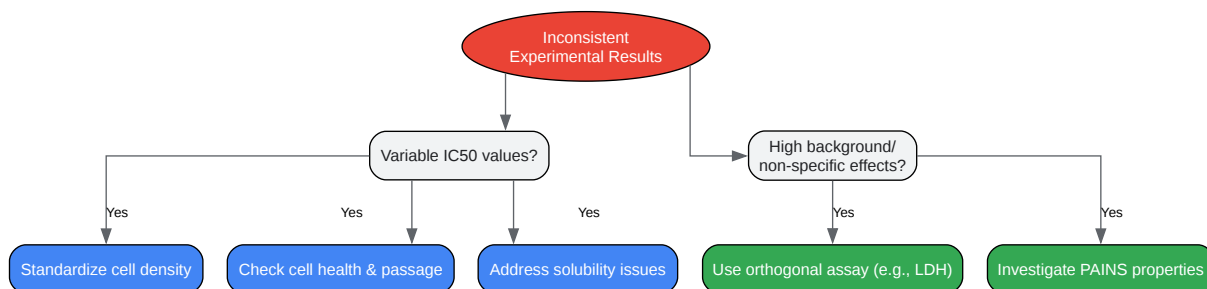 Inconsistent
Experimental Results
Variable IC50 values?
High background/
non-specific effects?
Yes
Yes
Yes
Yes
Yes
Standardize cell density
Check cell health & passage
Address solubility issues
Use orthogonal assay (e.g., LDH)
Investigate PAINS properties